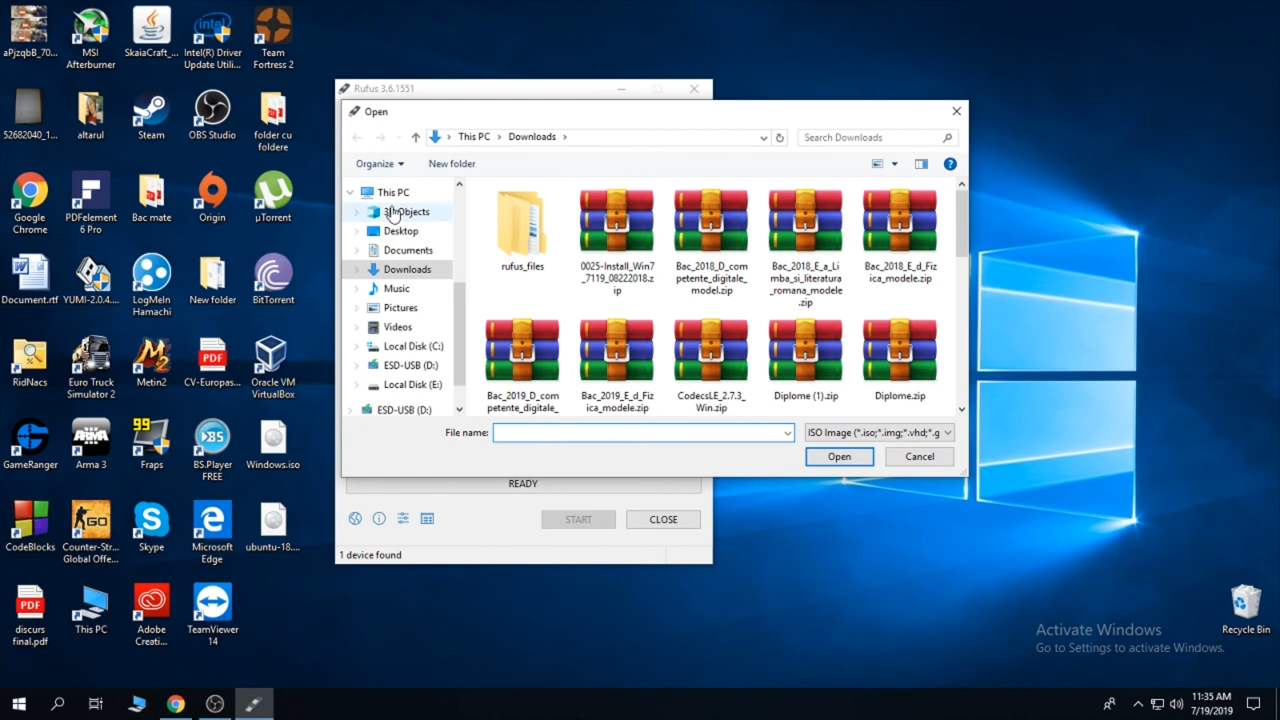 aPjzqbB_70...
MSI
Afterburner
SkaiaCraft_...
Intel(R) Driver
Update Utili...
Team
Fortress 2
52682040_1...
altarul
Steam
OBS Studio
folder cu
foldere
Google
Chrome
PDFelement
6 Pro
Bac mate
Origin
µTorrent
Document.rtf
YUMI-2.0.4....
LogMeIn
Hamachi
New folder
BitTorrent
RidNacs
Euro Truck
Simulator 2
Metin2
CV-Europas...
Oracle VM
VirtualBox
GameRanger
Arma 3
Fraps
BS.Player
FREE
Windows.iso
CodeBlocks
Counter-Str...
Global Offe...
Skype
Microsoft
Edge
ubuntu-18....
discurs
final.pdf
This PC
Adobe
Creati...
TeamViewer
14
Rufus 3.6.1551
Open
This PC
Downloads
Search Downloads
Organize
New folder
This PC
Desktop
Documents
Downloads
Music
Pictures
Videos
Local Disk (C:)
ESD-USB (D:)
Local Disk (E:)
ESD-USB (D:)
rufus_files
0025-Install_Win7
_7119_08222018.z
ip
Bac_2018_D_com
petente_digitale_
model.zip
Bac_2018_E_a_Li
mba_si_literatura
_romana_modele
.zip
Bac_2018_E_d_Fiz
ica_modele.zip
Bac_2019_D_com
petente_digitale_
Bac_2019_E_d_Fiz
ica_modele.zip
CodecsLE_2.7.3_
Win.zip
Diplome (1).zip
Diplome.zip
File name:
ISO Image (*.iso;*.img;*.vhd;*.g
Open
Cancel
READY
START
CLOSE
1 device found
Activate Windows
Go to Settings to activate Windows.
Recycle Bin
11:35 AM
7/19/2019